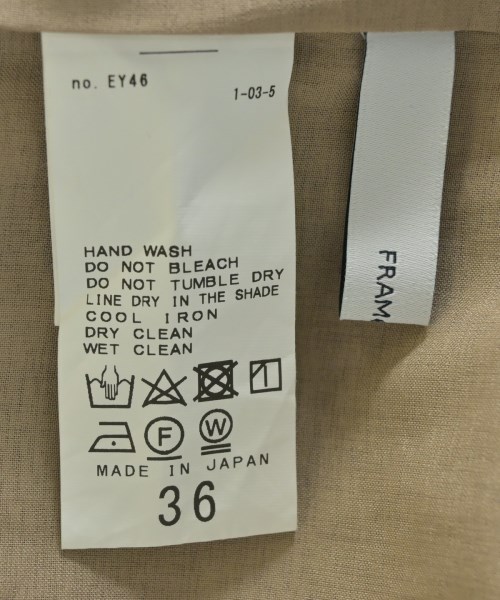 no. EY46
1-03-5
HAND WASH
DO NOT BLEACH
DO NOT TUMBLE DRY
LINE DRY IN THE SHADE
COOL IRON
DRY CLEAN
WET CLEAN
F
W
MADE IN JAPAN
36